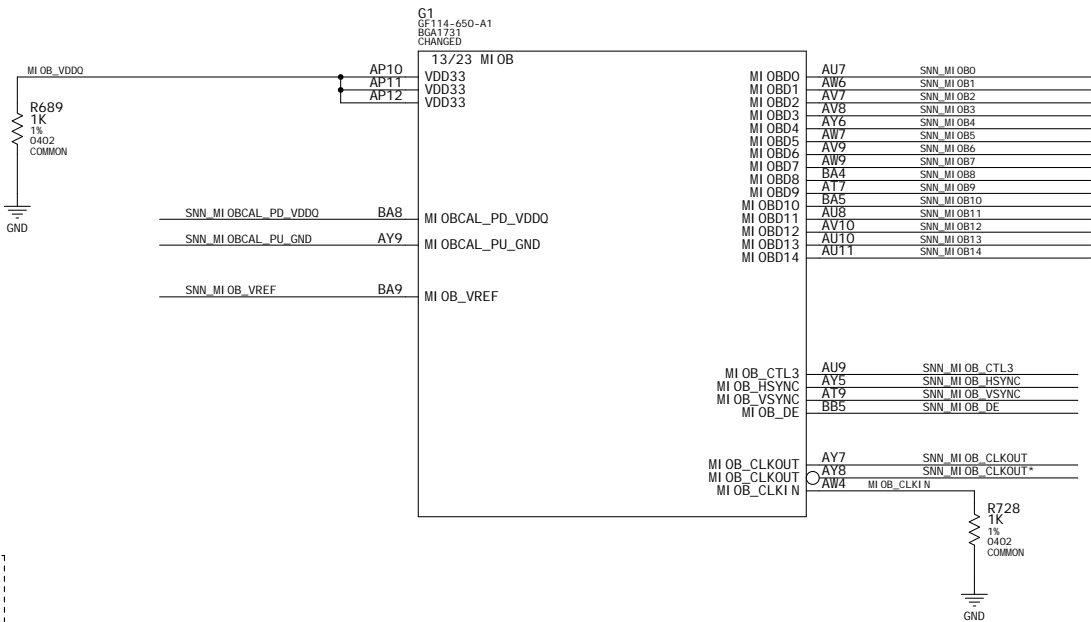 G1
GF114-650-A1
BGA1731
CHANGED
13/23 MIOB
MIOB_VDDQ
AP10 VDD33
AP11 VDD33
AP12 VDD33
R689
1K
1%
0402
COMMON
GND
SNN_MIOBCAL_PD_VDDQ BA8 MIOBCAL_PD_VDDQ
SNN_MIOBCAL_PU_GND AY9 MIOBCAL_PU_GND
SNN_MIOB_VREF BA9 MIOB_VREF
MIOBD0 AU7 SNN_MIOB0
MIOBD1 AW6 SNN_MIOB1
MIOBD2 AV7 SNN_MIOB2
MIOBD3 AV8 SNN_MIOB3
MIOBD4 AY6 SNN_MIOB4
MIOBD5 AW7 SNN_MIOB5
MIOBD6 AV9 SNN_MIOB6
MIOBD7 AW9 SNN_MIOB7
MIOBD8 BA4 SNN_MIOB8
MIOBD9 AT7 SNN_MIOB9
MIOBD10 BA5 SNN_MIOB10
MIOBD11 AU8 SNN_MIOB11
MIOBD12 AV10 SNN_MIOB12
MIOBD13 AU10 SNN_MIOB13
MIOBD14 AU11 SNN_MIOB14
MIOB_CTL3 AU9 SNN_MIOB_CTL3
MIOB_HSYNC AY5 SNN_MIOB_HSYNC
MIOB_VSYNC AT9 SNN_MIOB_VSYNC
MIOB_DE BB5 SNN_MIOB_DE
MIOB_CLKOUT AY7 SNN_MIOB_CLKOUT
MIOB_CLKOUT AY8 SNN_MIOB_CLKOUT*
MIOB_CLKIN AW4 MIOB_CLKIN
R728
1K
1%
0402
COMMON
GND